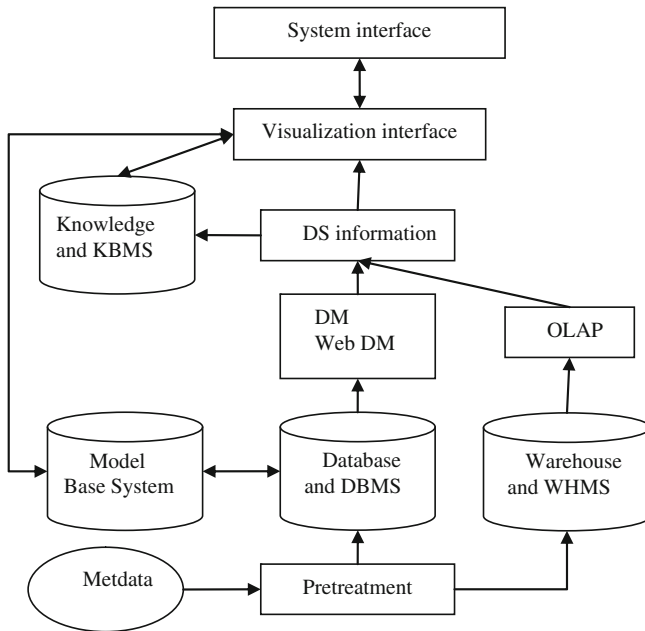 System interface
Visualization interface
Knowledge
and KBMS
DS information
DM
Web DM
OLAP
Model
Base System
Database
and DBMS
Warehouse
and WHMS
Metdata
Pretreatment